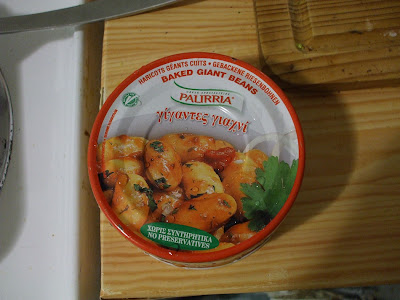 HARICOTS GÉANTS CUITS • GEBACKENE RIESENBOHNEN
BAKED GIANT BEANS
PALIRRIA
γίγαντες γιαχνί
ΧΩΡΙΣ ΣΥΝΤΗΡΗΤΙΚΑ
NO PRESERVATIVES